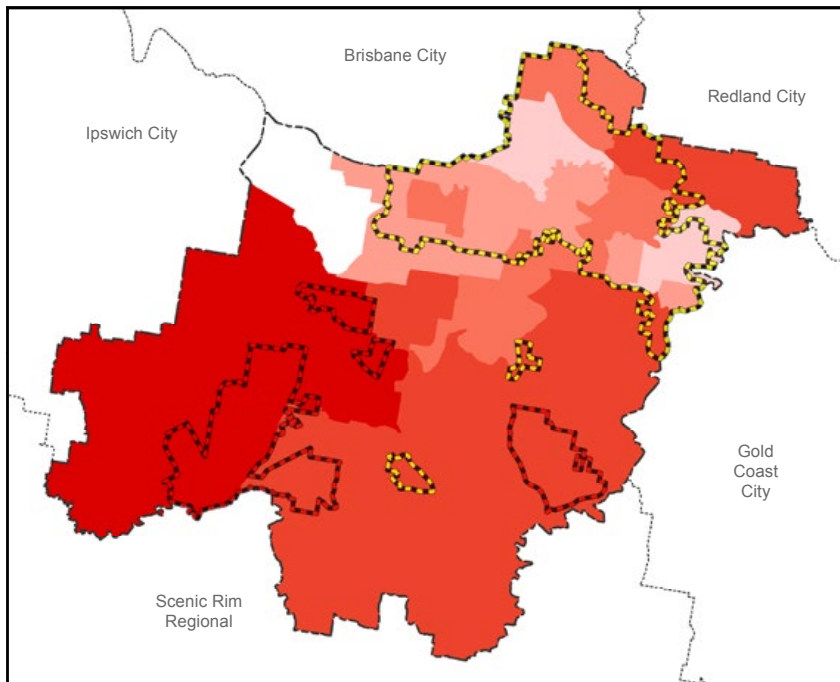 Brisbane City
Redland City
Ipswich City
Gold
Coast
City
Scenic Rim
Regional